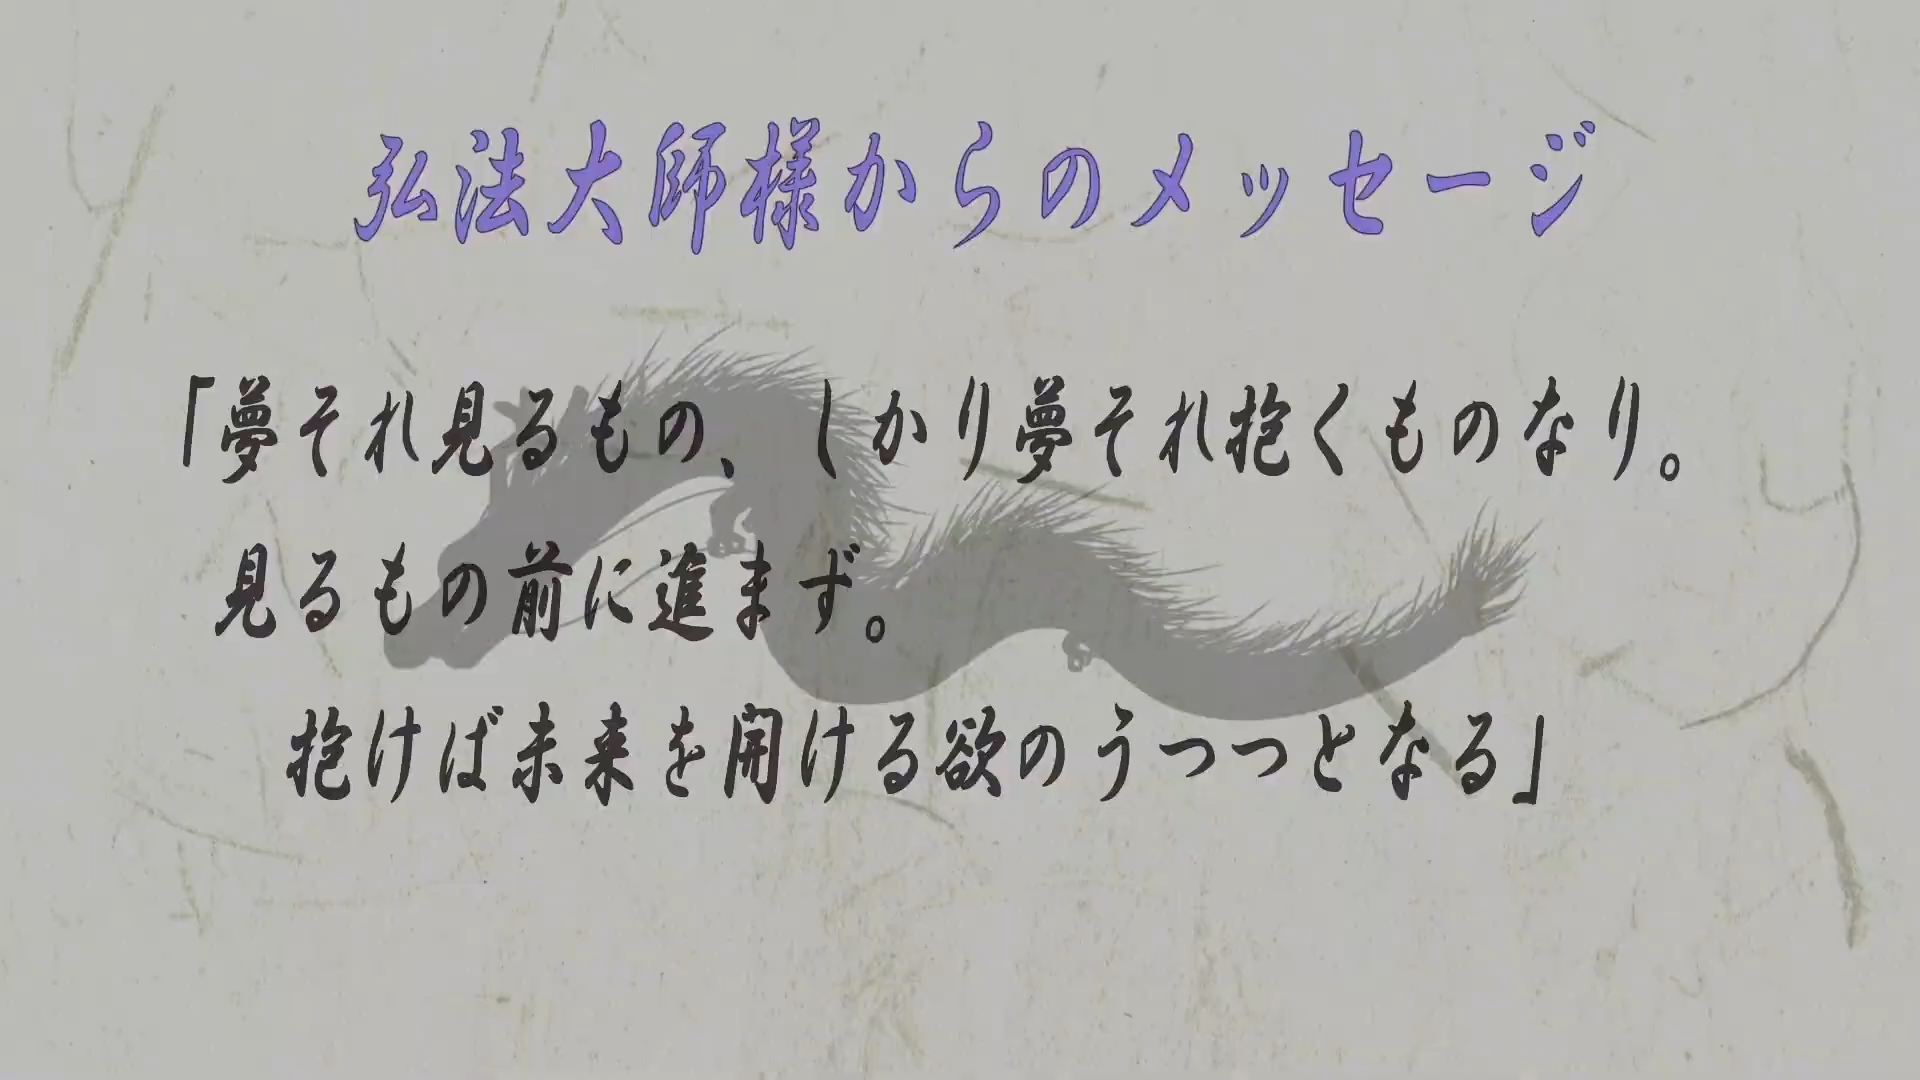 弘法大師様からのメッセージ
「夢それ見るもの、しかり夢それ抱くものなり。
見るもの前に進まず。
抱けば未来を開ける欲のうつつとなる」